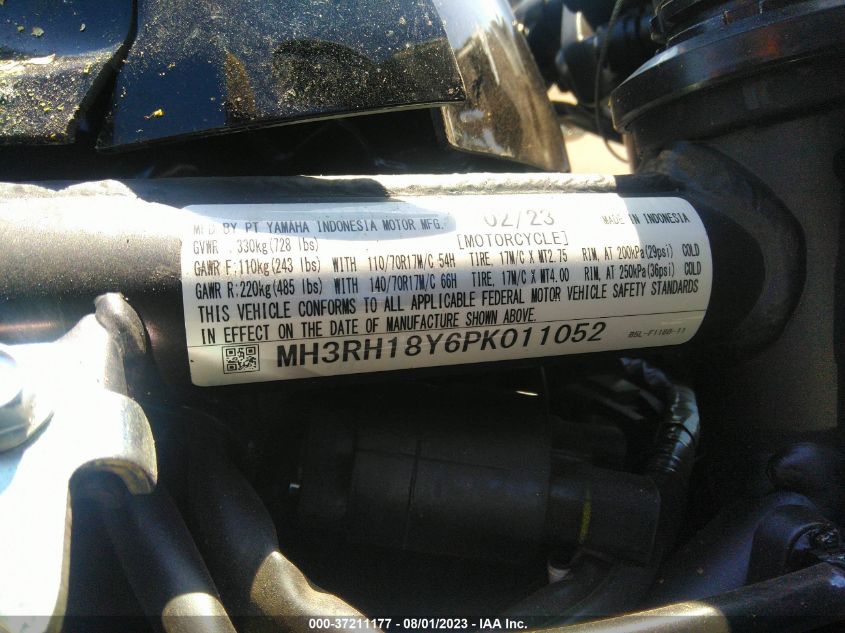 MFD BY PT YAMAHA INDONESIA MOTOR MFG. 02/23 MADE IN INDONESIA
GVWR : 330kg(728 lbs) [MOTORCYCLE]
GAWR F:110kg(243 lbs) WITH 110/70R17M/C 54H TIRE, 17M/C X MT2.75 RIM, AT 200kPa(29psi) COLD
GAWR R:220kg(485 lbs) WITH 140/70R17M/C 66H TIRE, 17M/C X MT4.00 RIM, AT 250kPa(36psi) COLD
THIS VEHICLE CONFORMS TO ALL APPLICABLE FEDERAL MOTOR VEHICLE SAFETY STANDARDS
IN EFFECT ON THE DATE OF MANUFACTURE SHOWN ABOVE.
MH3RH18Y6PK011052 B5L-F118B-11
000-37211177 - 08/01/2023 - IAA Inc.